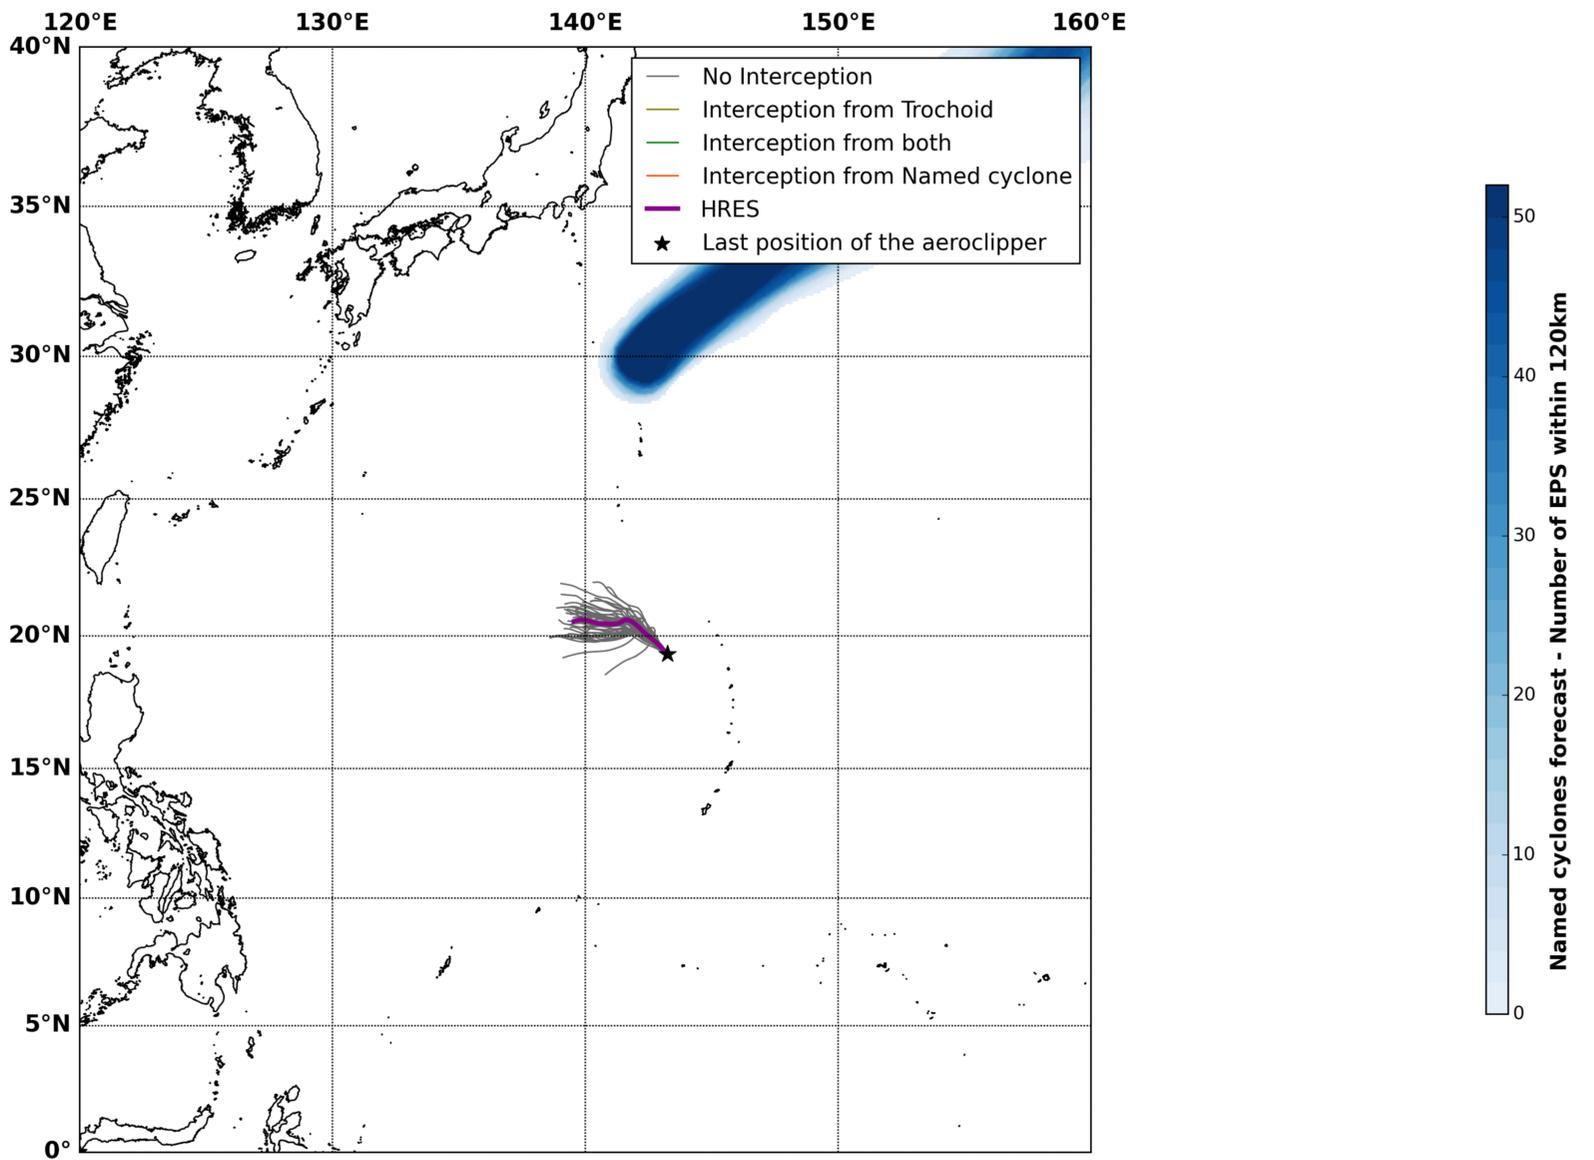 120°E 130°E 140°E 150°E 160°E
40°N
35°N
30°N
25°N
20°N
15°N
10°N
5°N
0°
No Interception
Interception from Trochoid
Interception from both
Interception from Named cyclone
HRES
Last position of the aeroclipper
50
40
30
20
10
0
Named cyclones forecast - Number of EPS within 120km